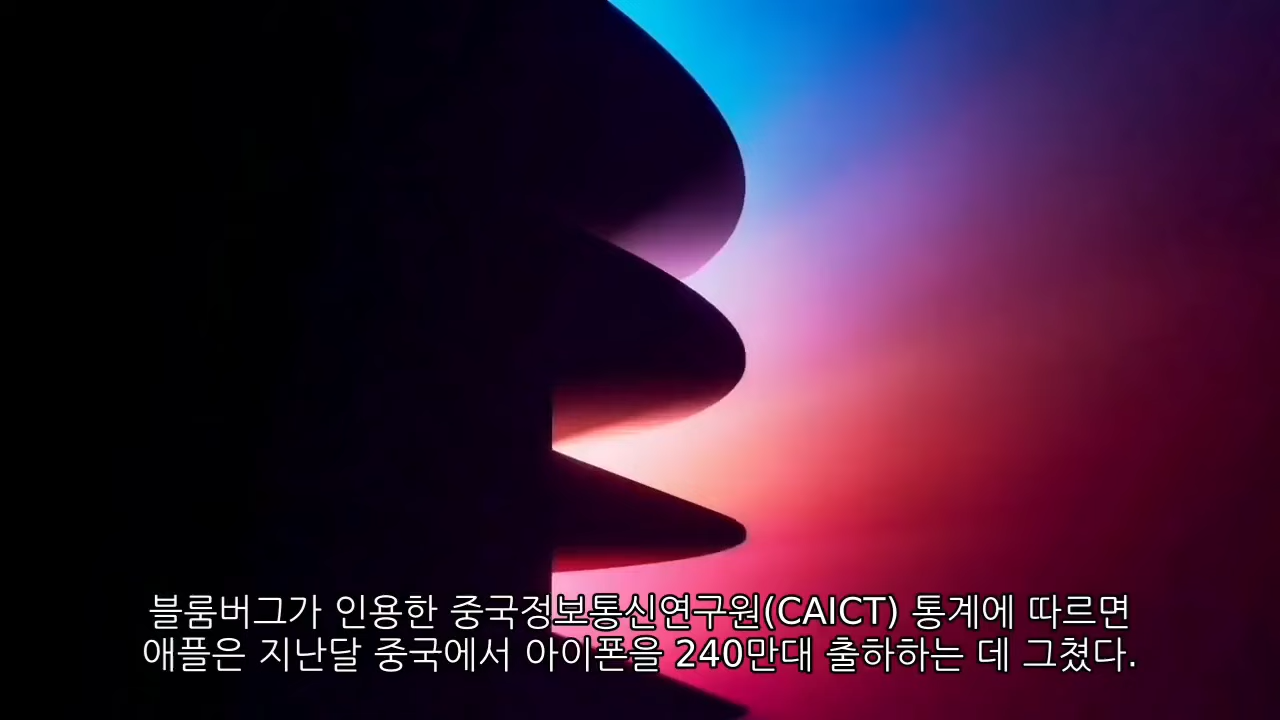 블룸버그가 인용한 중국정보통신연구원(CAICT) 통계에 따르면
애플은 지난달 중국에서 아이폰을 240만대 출하하는 데 그쳤다.